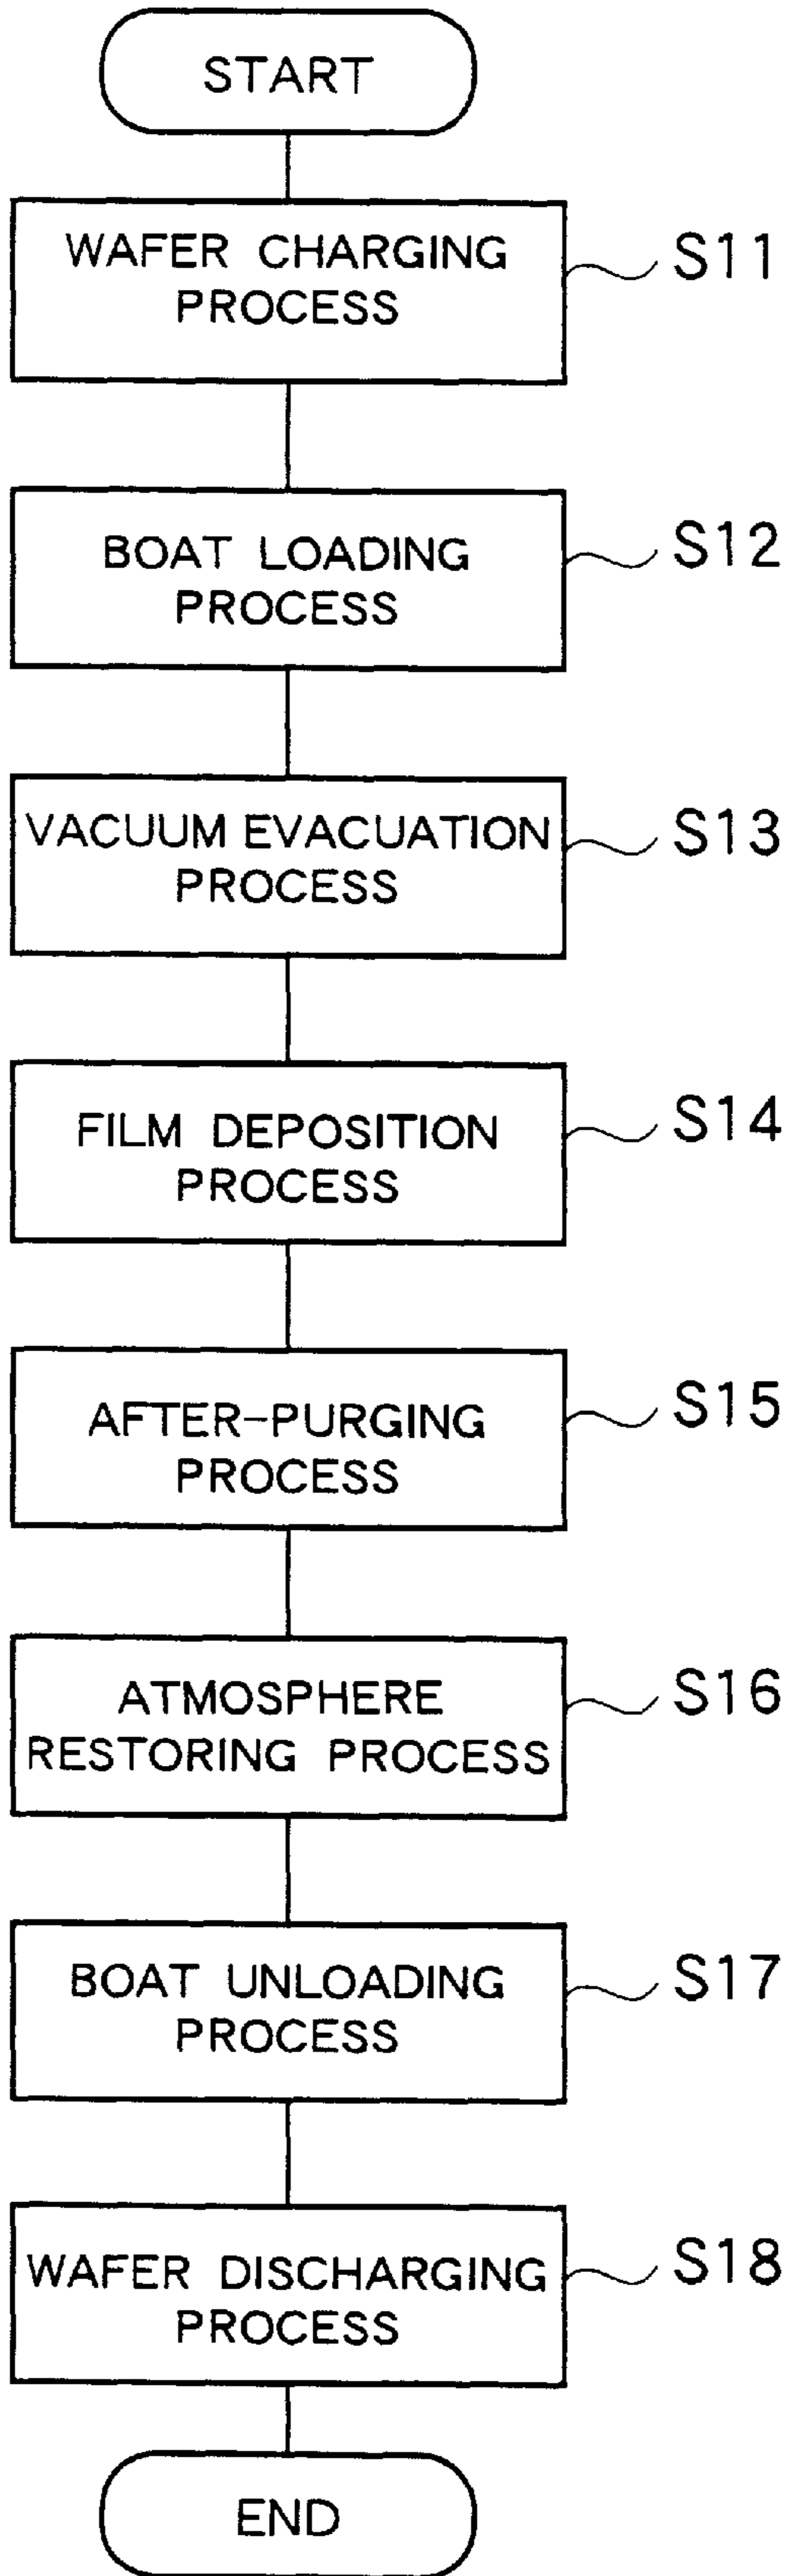 START
WAFER CHARGING
PROCESS
S11
BOAT LOADING
PROCESS
S12
VACUUM EVACUATION
PROCESS
S13
FILM DEPOSITION
PROCESS
S14
AFTER-PURGING
PROCESS
S15
ATMOSPHERE
RESTORING PROCESS
S16
BOAT UNLOADING
PROCESS
S17
WAFER DISCHARGING
PROCESS
S18
END